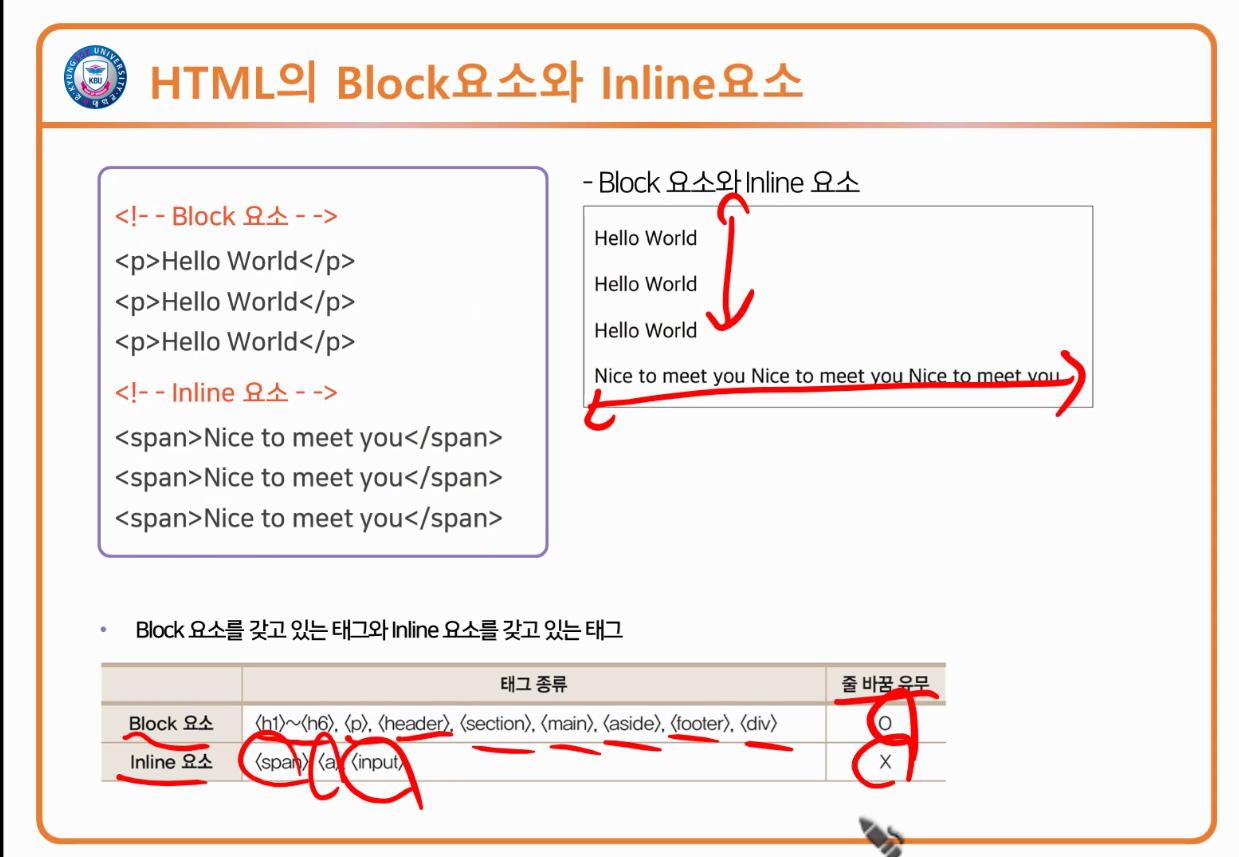 HTML의 Block요소와 Inline요소
<!- - Block 요소 - ->
<p>Hello World</p>
<p>Hello World</p>
<p>Hello World</p>
<!- - Inline 요소 - ->
<span>Nice to meet you</span>
<span>Nice to meet you</span>
<span>Nice to meet you</span>
- Block 요소와 Inline 요소
Hello World
Hello World
Hello World
Nice to meet you Nice to meet you Nice to meet you
• Block 요소를 갖고 있는 태그와 Inline 요소를 갖고 있는 태그
태그 종류 줄 바꿈 유무
Block 요소 〈h1〉~〈h6〉, 〈p〉, 〈header〉, 〈section〉, 〈main〉, 〈aside〉, 〈footer〉, 〈div〉 O
Inline 요소 〈span〉, 〈a〉, 〈input〉 X
KBU